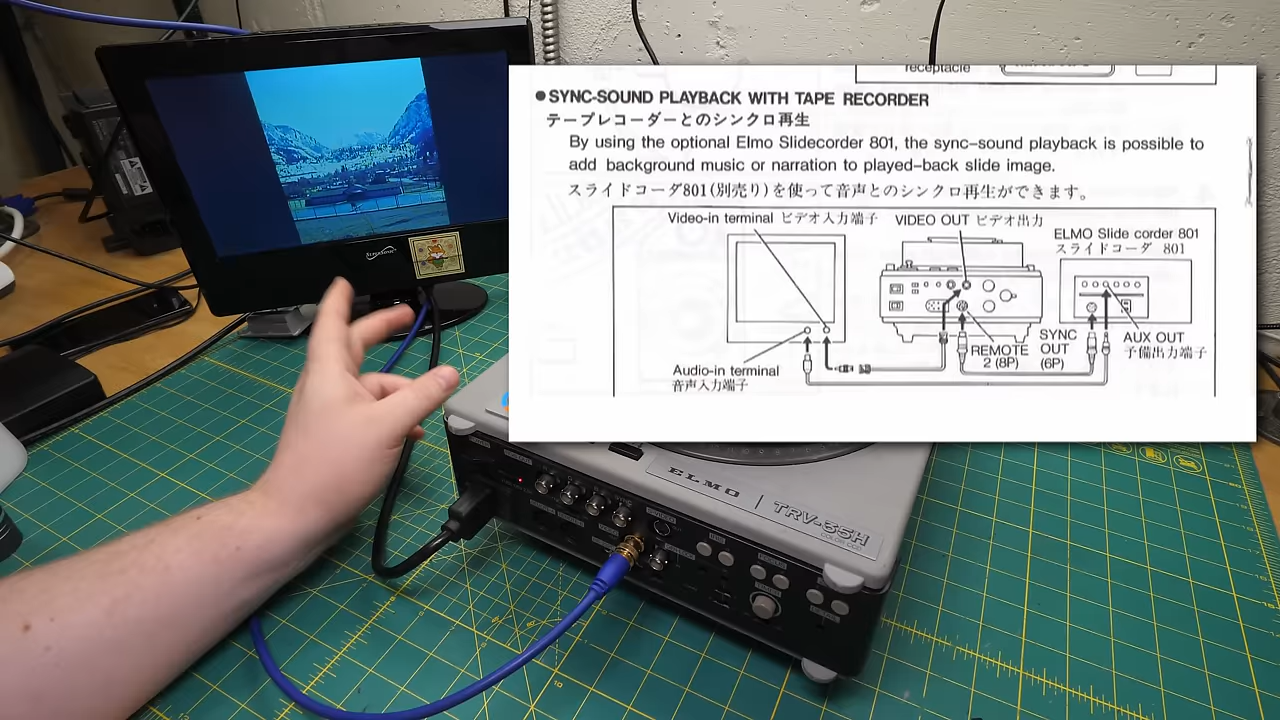 receptacle
●SYNC-SOUND PLAYBACK WITH TAPE RECORDER
テープレコーダーとのシンクロ再生
By using the optional Elmo Slidecorder 801, the sync-sound playback is possible to
add background music or narration to played-back slide image.
スライドコーダ801(別売り)を使って音声とのシンクロ再生ができます。
Video-in terminal ビデオ入力端子
VIDEO OUT ビデオ出力
ELMO Slide corder 801
スライドコーダ 801
Audio-in terminal
音声入力端子
REMOTE
2 (8P)
SYNC
OUT
(6P)
AUX OUT
予備出力端子
SUPERSONIC
ELMO
TRV-35H
COLOR CCD